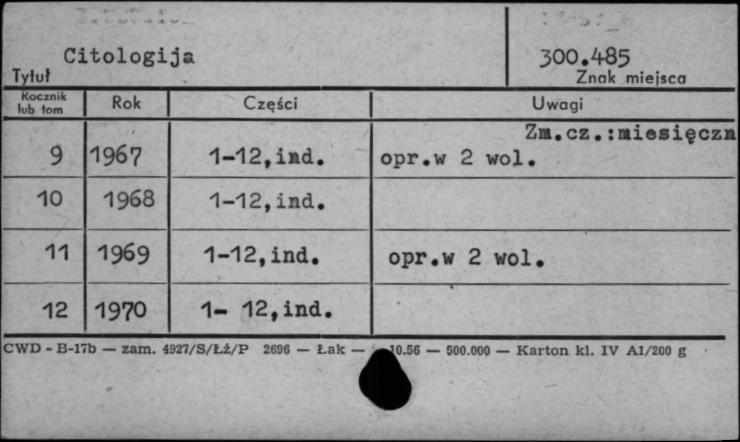 Citologija 300.485
Tytuł Znak miejsca
Rocznik lub tom Rok Części Uwagi
Zm.cz.:miesięczn
9 1967 1-12,ind. opr.w 2 wol.
10 1968 1-12,ind.
11 1969 1-12,ind. opr.w 2 wol.
12 1970 1- 12,ind.
CWD - B-17b — zam. 4927/S/ŁŻ/P 2696 — Łak — 10.56 — 500.000 — Karton kl. IV A1/200 g